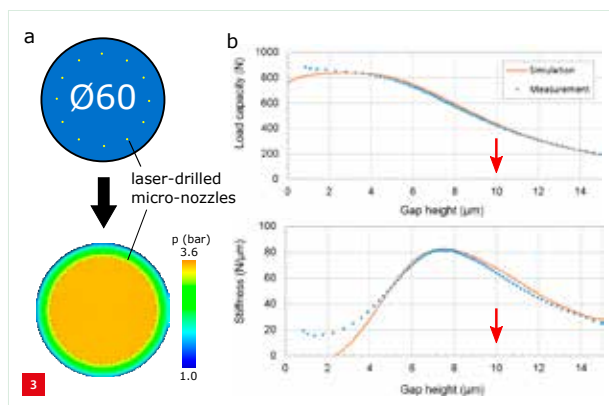 a
Ø60
laser-drilled
micro-nozzles
p (bar)
3.6
1.0
3
b
Load capacity (N)
1000
800
600
400
200
0
Simulation
Measurement
0 2 4 6 8 10 12 14
Gap height (µm)
Stiffness (N/µm)
100
80
60
40
20
0
0 2 4 6 8 10 12 14
Gap height (µm)